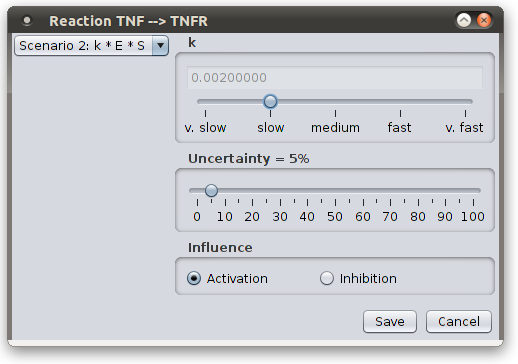 Reaction TNF --> TNFR
Scenario 2: k * E * S
k
0.00200000
v. slow slow medium fast v. fast
Uncertainty = 5%
0 10 20 30 40 50 60 70 80 90 100
Influence
Activation Inhibition
Save Cancel